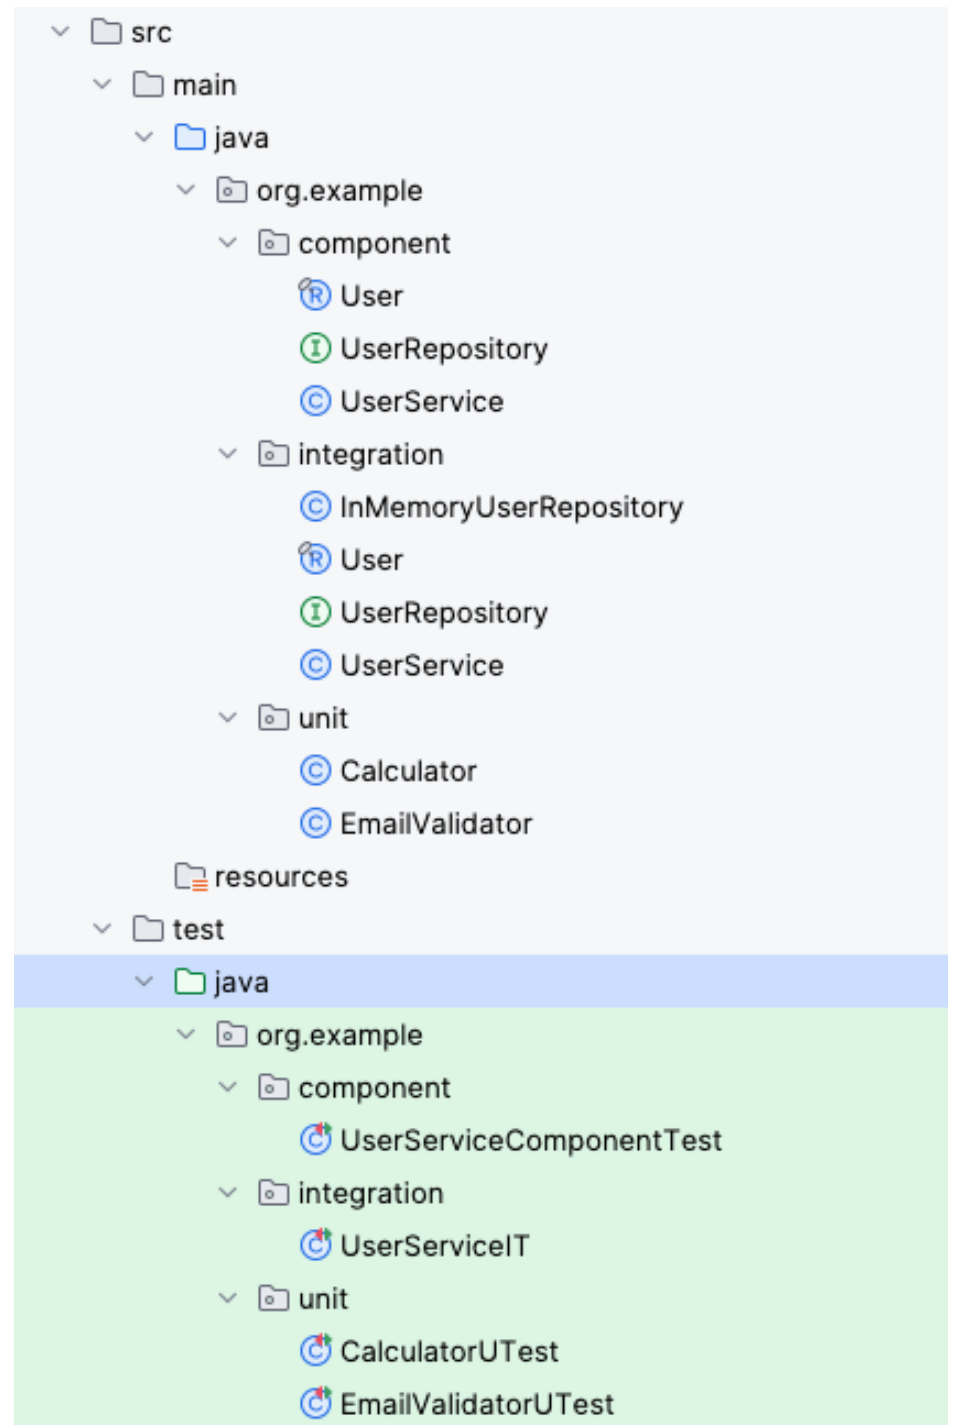 src
main
java
org.example
component
User
UserRepository
UserService
integration
InMemoryUserRepository
User
UserRepository
UserService
unit
Calculator
EmailValidator
resources
test
java
org.example
component
UserServiceComponentTest
integration
UserServiceIT
unit
CalculatorUTest
EmailValidatorUTest